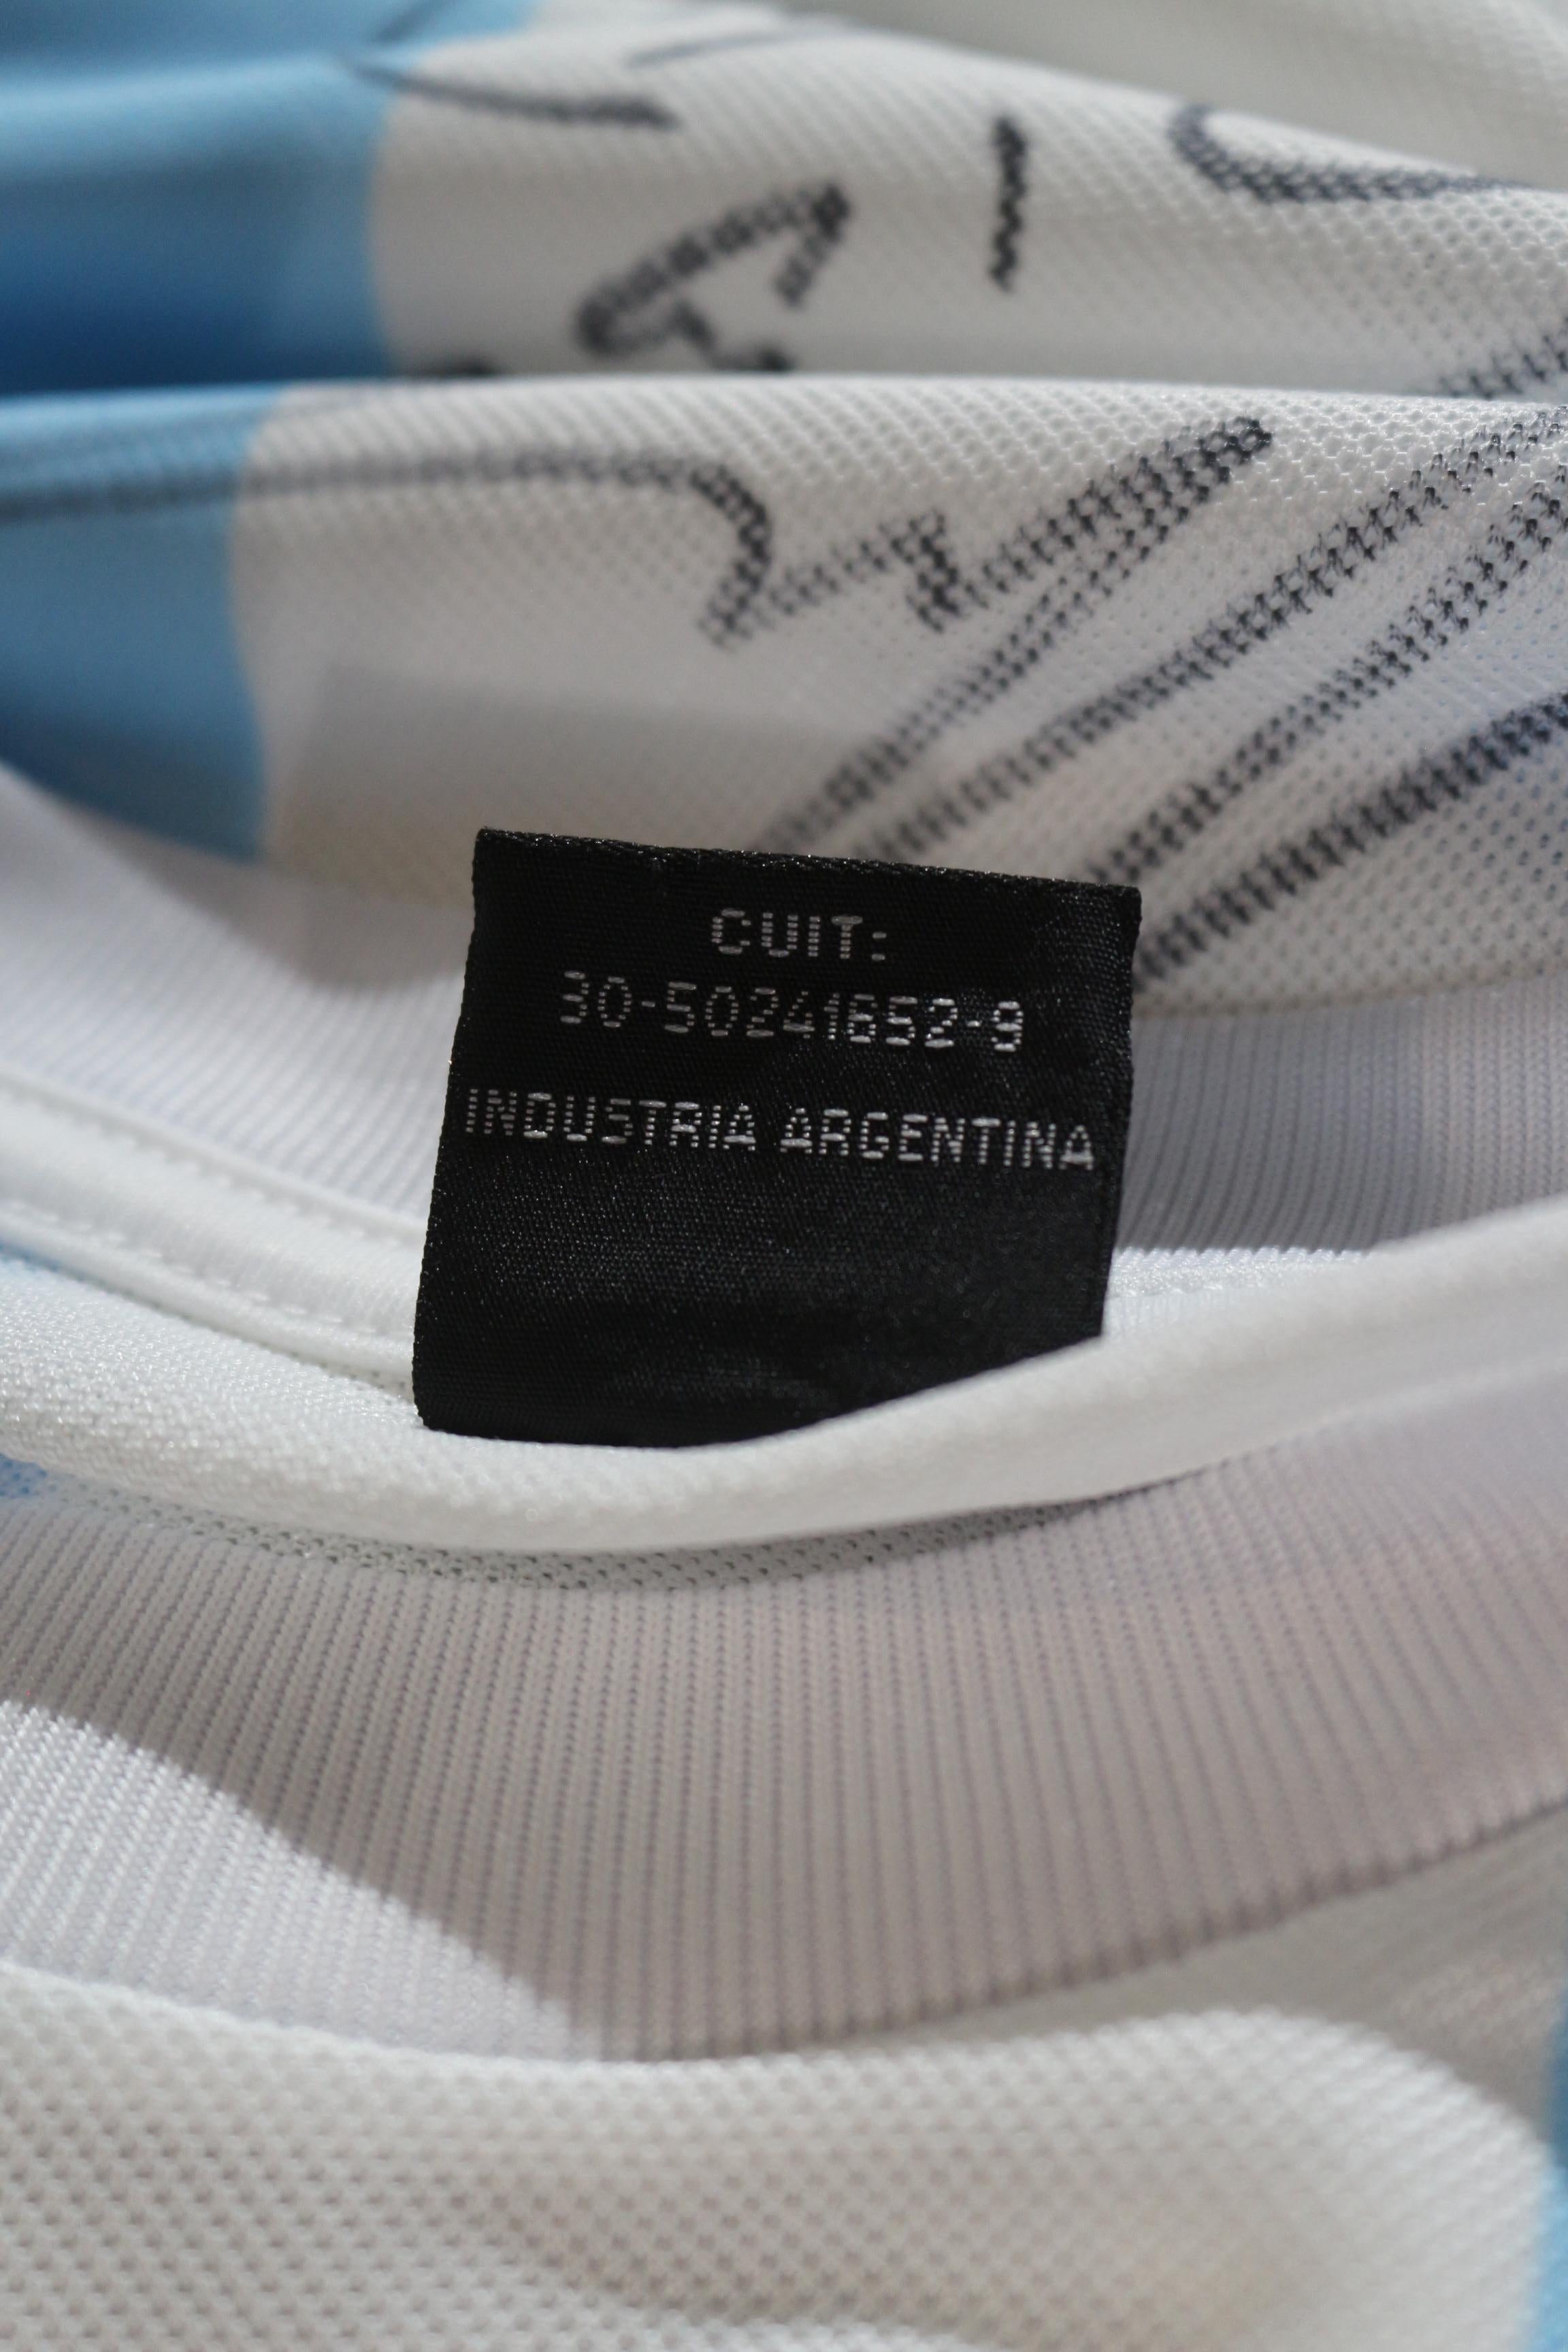 CUIT:
30-50241652-9
INDUSTRIA ARGENTINA